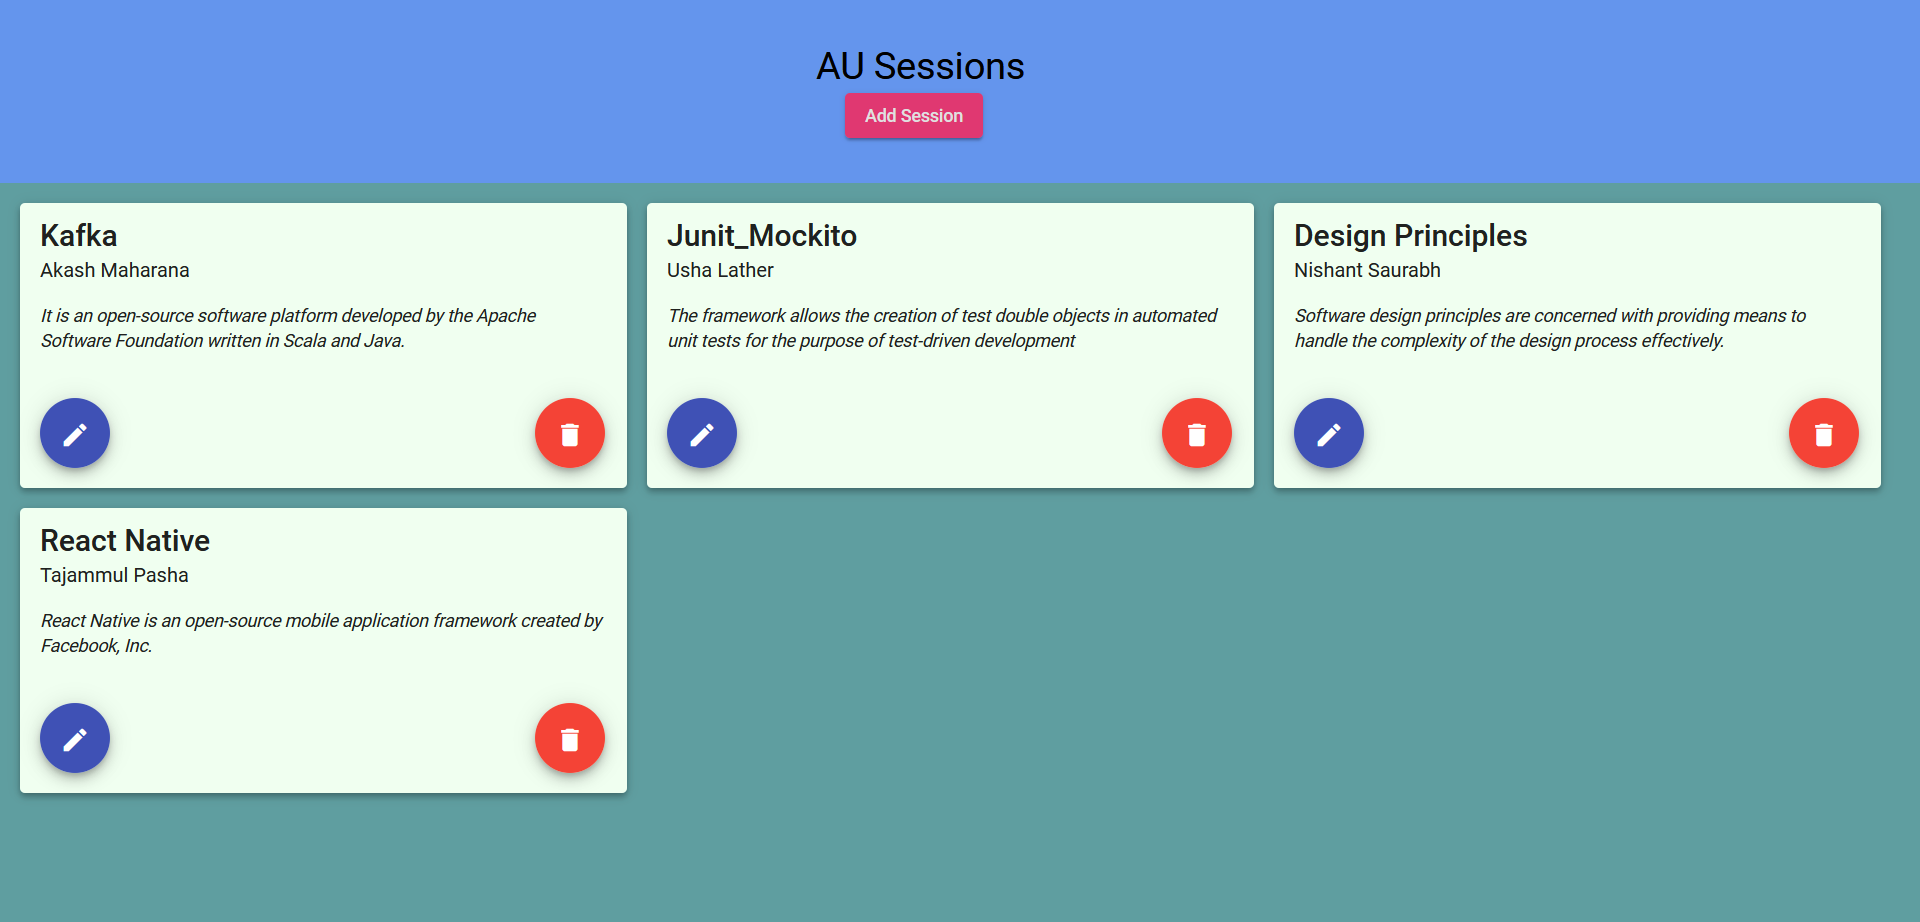 AU Sessions
Add Session
Kafka
Akash Maharana
It is an open-source software platform developed by the Apache
Software Foundation written in Scala and Java.
Junit_Mockito
Usha Lather
The framework allows the creation of test double objects in automated
unit tests for the purpose of test-driven development
Design Principles
Nishant Saurabh
Software design principles are concerned with providing means to
handle the complexity of the design process effectively.
React Native
Tajammul Pasha
React Native is an open-source mobile application framework created by
Facebook, Inc.